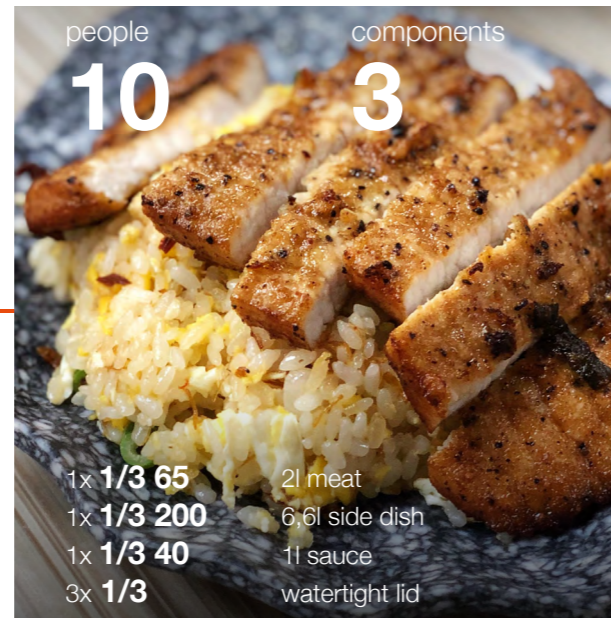 people components
10 3
1x 1/3 65 2l meat
1x 1/3 200 6,6l side dish
1x 1/3 40 1l sauce
3x 1/3 watertight lid